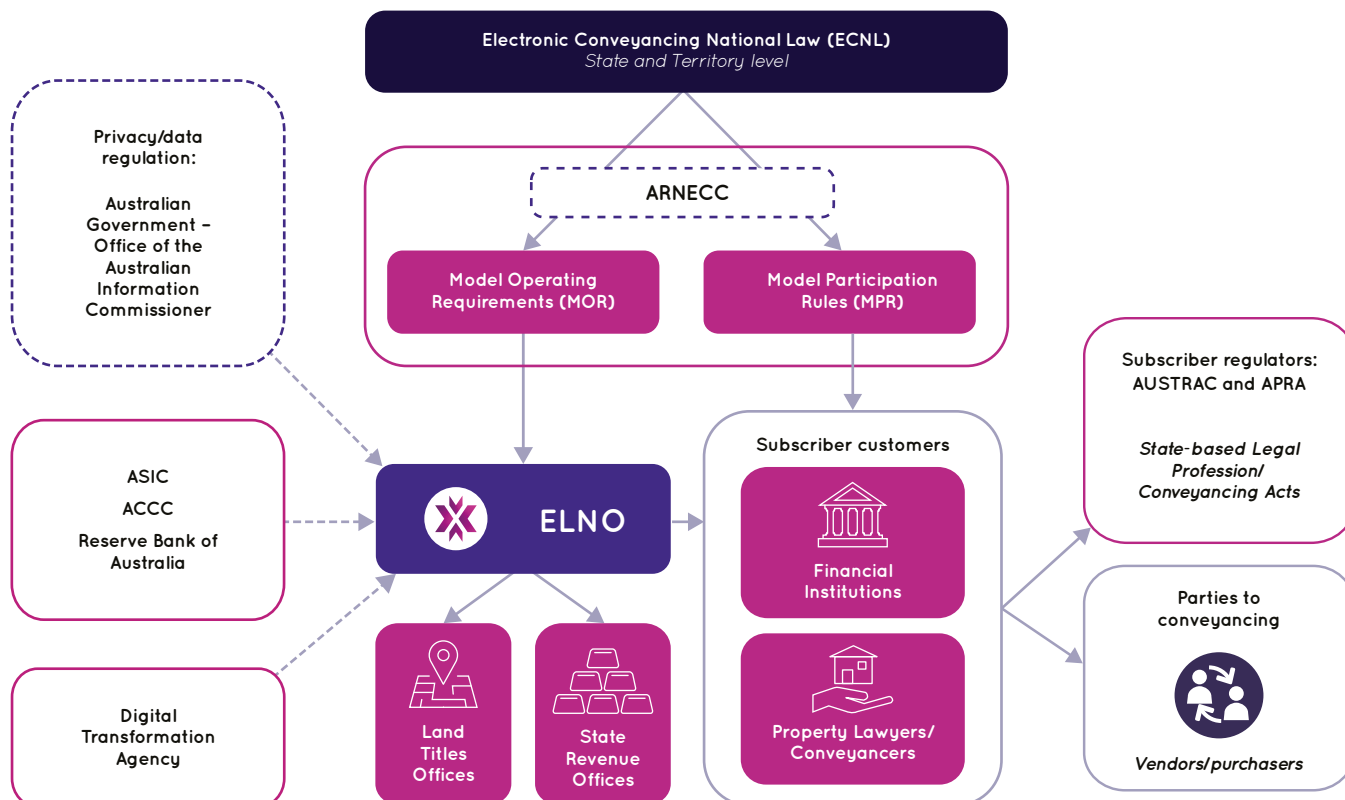 Electronic Conveyancing National Law (ECNL)
State and Territory level
Privacy/data
regulation:
Australian
Government –
Office of the
Australian
Information
Commissioner
ARNECC
Model Operating
Requirements (MOR)
Model Participation
Rules (MPR)
Subscriber regulators:
AUSTRAC and APRA
State-based Legal
Profession/
Conveyancing Acts
ASIC
ACCC
Reserve Bank of
Australia
ELNO
Subscriber customers
Financial
Institutions
Property Lawyers/
Conveyancers
Parties to
conveyancing
Vendors/purchasers
Digital
Transformation
Agency
Land
Titles
Offices
State
Revenue
Offices